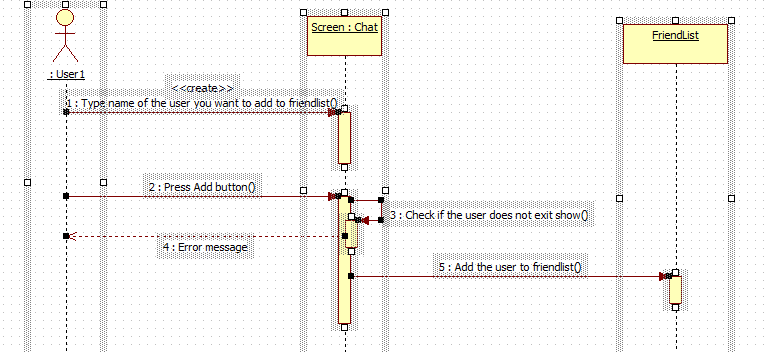 Screen : Chat
FriendList
: User1
<<create>>
1 : Type name of the user you want to add to friendlist()
2 : Press Add button()
3 : Check if the user does not exit show()
4 : Error message
5 : Add the user to friendlist()